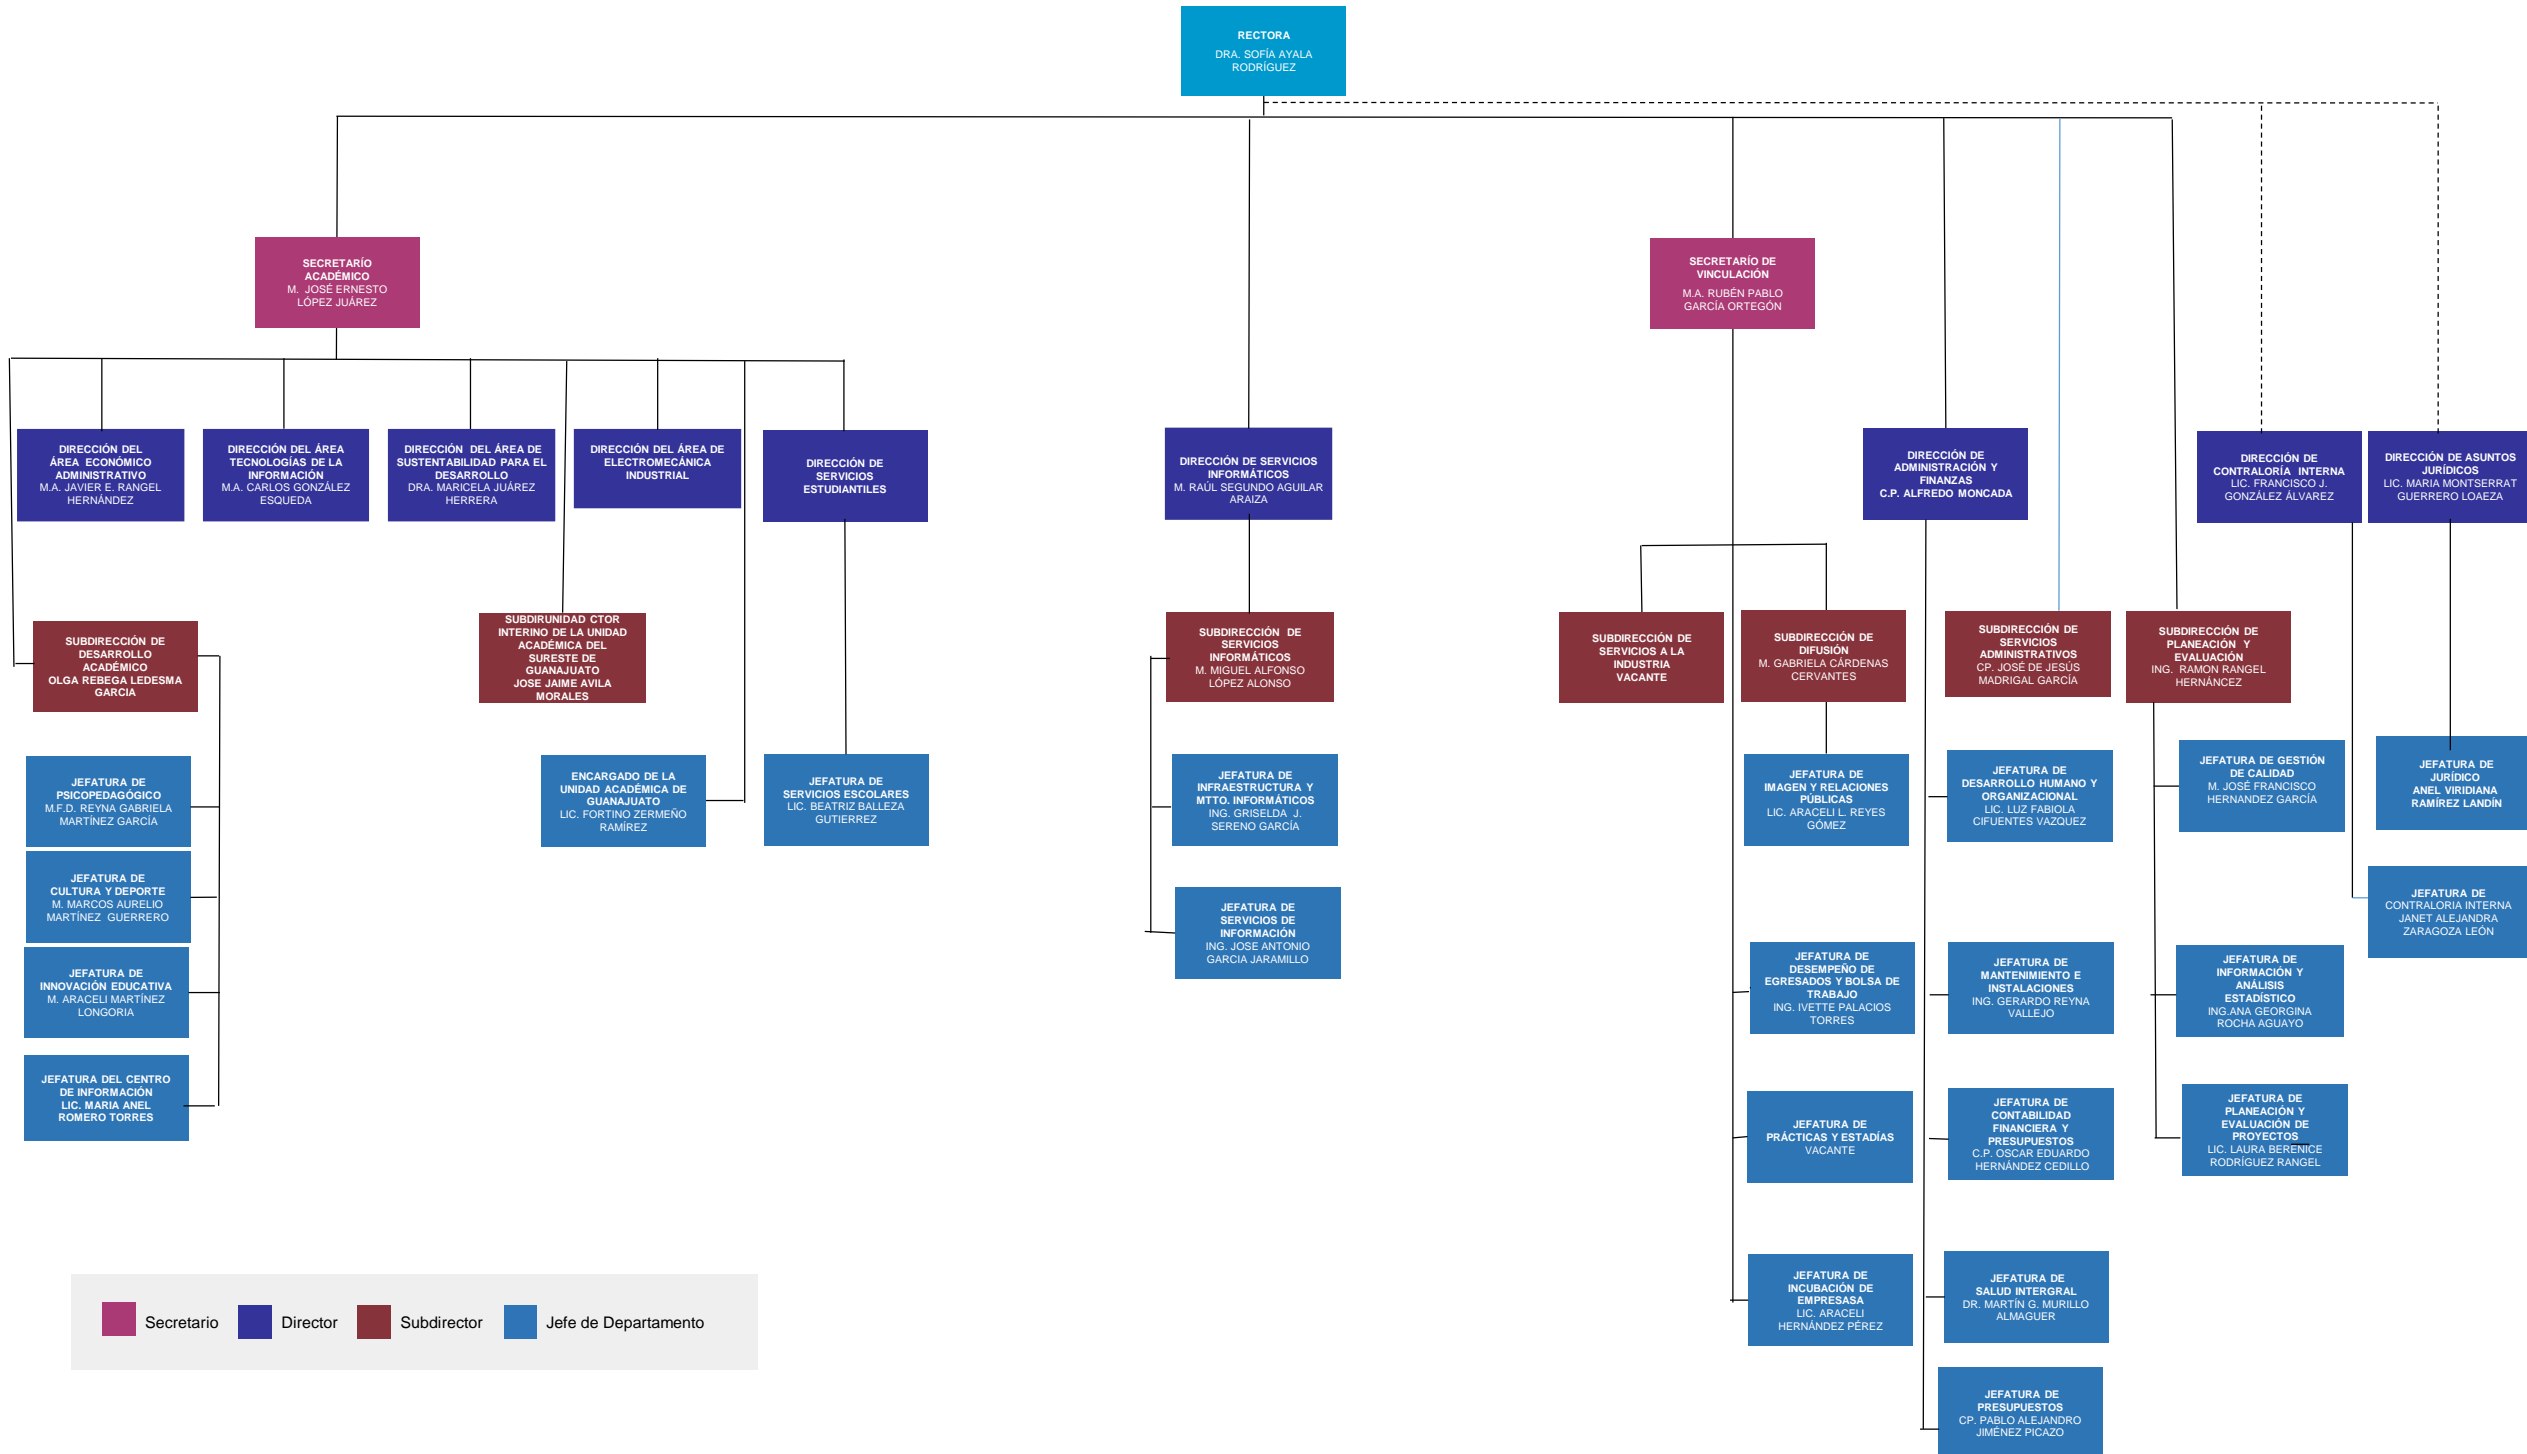 RECTORA
DRA. SOFÍA AYALA
RODRÍGUEZ
SECRETARÍO
ACADÉMICO
M. JOSÉ ERNESTO
LÓPEZ JUÁREZ
SECRETARÍO DE
VINCULACIÓN
M.A. RUBÉN PABLO
GARCÍA ORTEGÓN
DIRECCIÓN DEL
ÁREA ECONÓMICO
ADMINISTRATIVO
M.A. JAVIER E. RANGEL
HERNÁNDEZ
DIRECCIÓN DEL ÁREA
TECNOLOGÍAS DE LA
INFORMACIÓN
M.A. CARLOS GONZÁLEZ
ESQUEDA
DIRECCIÓN DEL ÁREA DE
SUSTENTABILIDAD PARA EL
DESARROLLO
DRA. MARICELA JUÁREZ
HERRERA
DIRECCIÓN DEL ÁREA DE
ELECTROMECÁNICA
INDUSTRIAL
DIRECCIÓN DE
SERVICIOS
ESTUDIANTILES
DIRECCIÓN DE SERVICIOS
INFORMÁTICOS
M. RAÚL SEGUNDO AGUILAR
ARAIZA
DIRECCIÓN DE
ADMINISTRACIÓN Y
FINANZAS
C.P. ALFREDO MONCADA
DIRECCIÓN DE
CONTRALORÍA INTERNA
LIC. FRANCISCO J.
GONZÁLEZ ÁLVAREZ
DIRECCIÓN DE ASUNTOS
JURÍDICOS
LIC. MARIA MONTSERRAT
GUERRERO LOAEZA
SUBDIRECCIÓN DE
DESARROLLO
ACADÉMICO
OLGA REBEGA LEDESMA
GARCIA
SUBDIRUNIDAD CTOR
INTERINO DE LA UNIDAD
ACADÉMICA DEL
SURESTE DE
GUANAJUATO
JOSE JAIME AVILA
MORALES
SUBDIRECCIÓN DE
SERVICIOS
INFORMÁTICOS
M. MIGUEL ALFONSO
LÓPEZ ALONSO
SUBDIRECCIÓN DE
SERVICIOS A LA
INDUSTRIA
VACANTE
SUBDIRECCIÓN DE
DIFUSIÓN
M. GABRIELA CÁRDENAS
CERVANTES
SUBDIRECCIÓN DE
SERVICIOS
ADMINISTRATIVOS
CP. JOSÉ DE JESÚS
MADRIGAL GARCÍA
SUBDIRECCIÓN DE
PLANEACIÓN Y
EVALUACIÓN
ING. RAMON RANGEL
HERNÁNCEZ
JEFATURA DE
PSICOPEDAGÓGICO
M.F.D. REYNA GABRIELA
MARTÍNEZ GARCÍA
ENCARGADO DE LA
UNIDAD ACADÉMICA DE
GUANAJUATO
LIC. FORTINO ZERMEÑO
RAMÍREZ
JEFATURA DE
SERVICIOS ESCOLARES
LIC. BEATRIZ BALLEZA
GUTIERREZ
JEFATURA DE
INFRAESTRUCTURA Y
MTTO. INFORMÁTICOS
ING. GRISELDA J.
SERENO GARCÍA
JEFATURA DE
IMAGEN Y RELACIONES
PÚBLICAS
LIC. ARACELI L. REYES
GÓMEZ
JEFATURA DE
DESARROLLO HUMANO Y
ORGANIZACIONAL
LIC. LUZ FABIOLA
CIFUENTES VAZQUEZ
JEFATURA DE GESTIÓN
DE CALIDAD
M. JOSÉ FRANCISCO
HERNANDEZ GARCÍA
JEFATURA DE
JURÍDICO
ANEL VIRIDIANA
RAMÍREZ LANDÍN
JEFATURA DE
CULTURA Y DEPORTE
M. MARCOS AURELIO
MARTÍNEZ GUERRERO
JEFATURA DE
SERVICIOS DE
INFORMACIÓN
ING. JOSE ANTONIO
GARCIA JARAMILLO
JEFATURA DE
CONTRALORIA INTERNA
JANET ALEJANDRA
ZARAGOZA LEÓN
JEFATURA DE
INNOVACIÓN EDUCATIVA
M. ARACELI MARTÍNEZ
LONGORIA
JEFATURA DE
DESEMPEÑO DE
EGRESADOS Y BOLSA DE
TRABAJO
ING. IVETTE PALACIOS
TORRES
JEFATURA DE
MANTENIMIENTO E
INSTALACIONES
ING. GERARDO REYNA
VALLEJO
JEFATURA DE
INFORMACIÓN Y
ANÁLISIS
ESTADÍSTICO
ING.ANA GEORGINA
ROCHA AGUAYO
JEFATURA DEL CENTRO
DE INFORMACIÓN
LIC. MARIA ANEL
ROMERO TORRES
JEFATURA DE
PRÁCTICAS Y ESTADÍAS
VACANTE
JEFATURA DE
CONTABILIDAD
FINANCIERA Y
PRESUPUESTOS
C.P. OSCAR EDUARDO
HERNÁNDEZ CEDILLO
JEFATURA DE
PLANEACIÓN Y
EVALUACIÓN DE
PROYECTOS
LIC. LAURA BERENICE
RODRÍGUEZ RANGEL
JEFATURA DE
INCUBACIÓN DE
EMPRESASA
LIC. ARACELI
HERNÁNDEZ PÉREZ
JEFATURA DE
SALUD INTERGRAL
DR. MARTÍN G. MURILLO
ALMAGUER
JEFATURA DE
PRESUPUESTOS
CP. PABLO ALEJANDRO
JIMÉNEZ PICAZO
Secretario Director Subdirector Jefe de Departamento